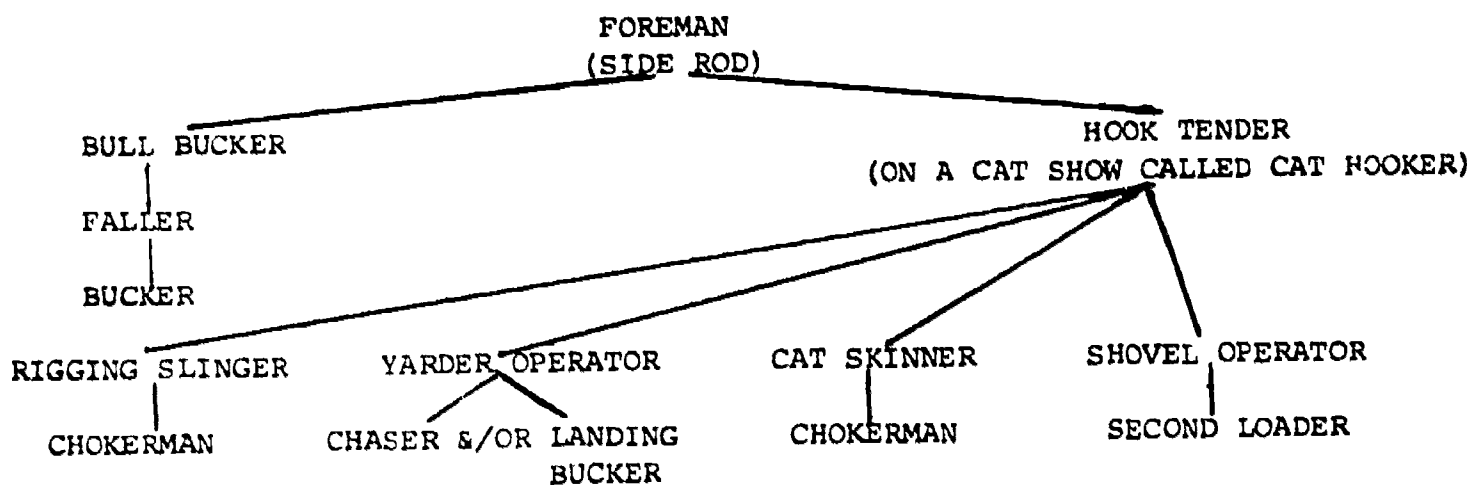 FOREMAN
(SIDE ROD)
BULL BUCKER
HOOK TENDER
(ON A CAT SHOW CALLED CAT HOOKER)
FALLER
BUCKER
RIGGING SLINGER
YARDER OPERATOR
CAT SKINNER
SHOVEL OPERATOR
CHOKERMAN
CHASER &/OR LANDING
BUCKER
CHOKERMAN
SECOND LOADER